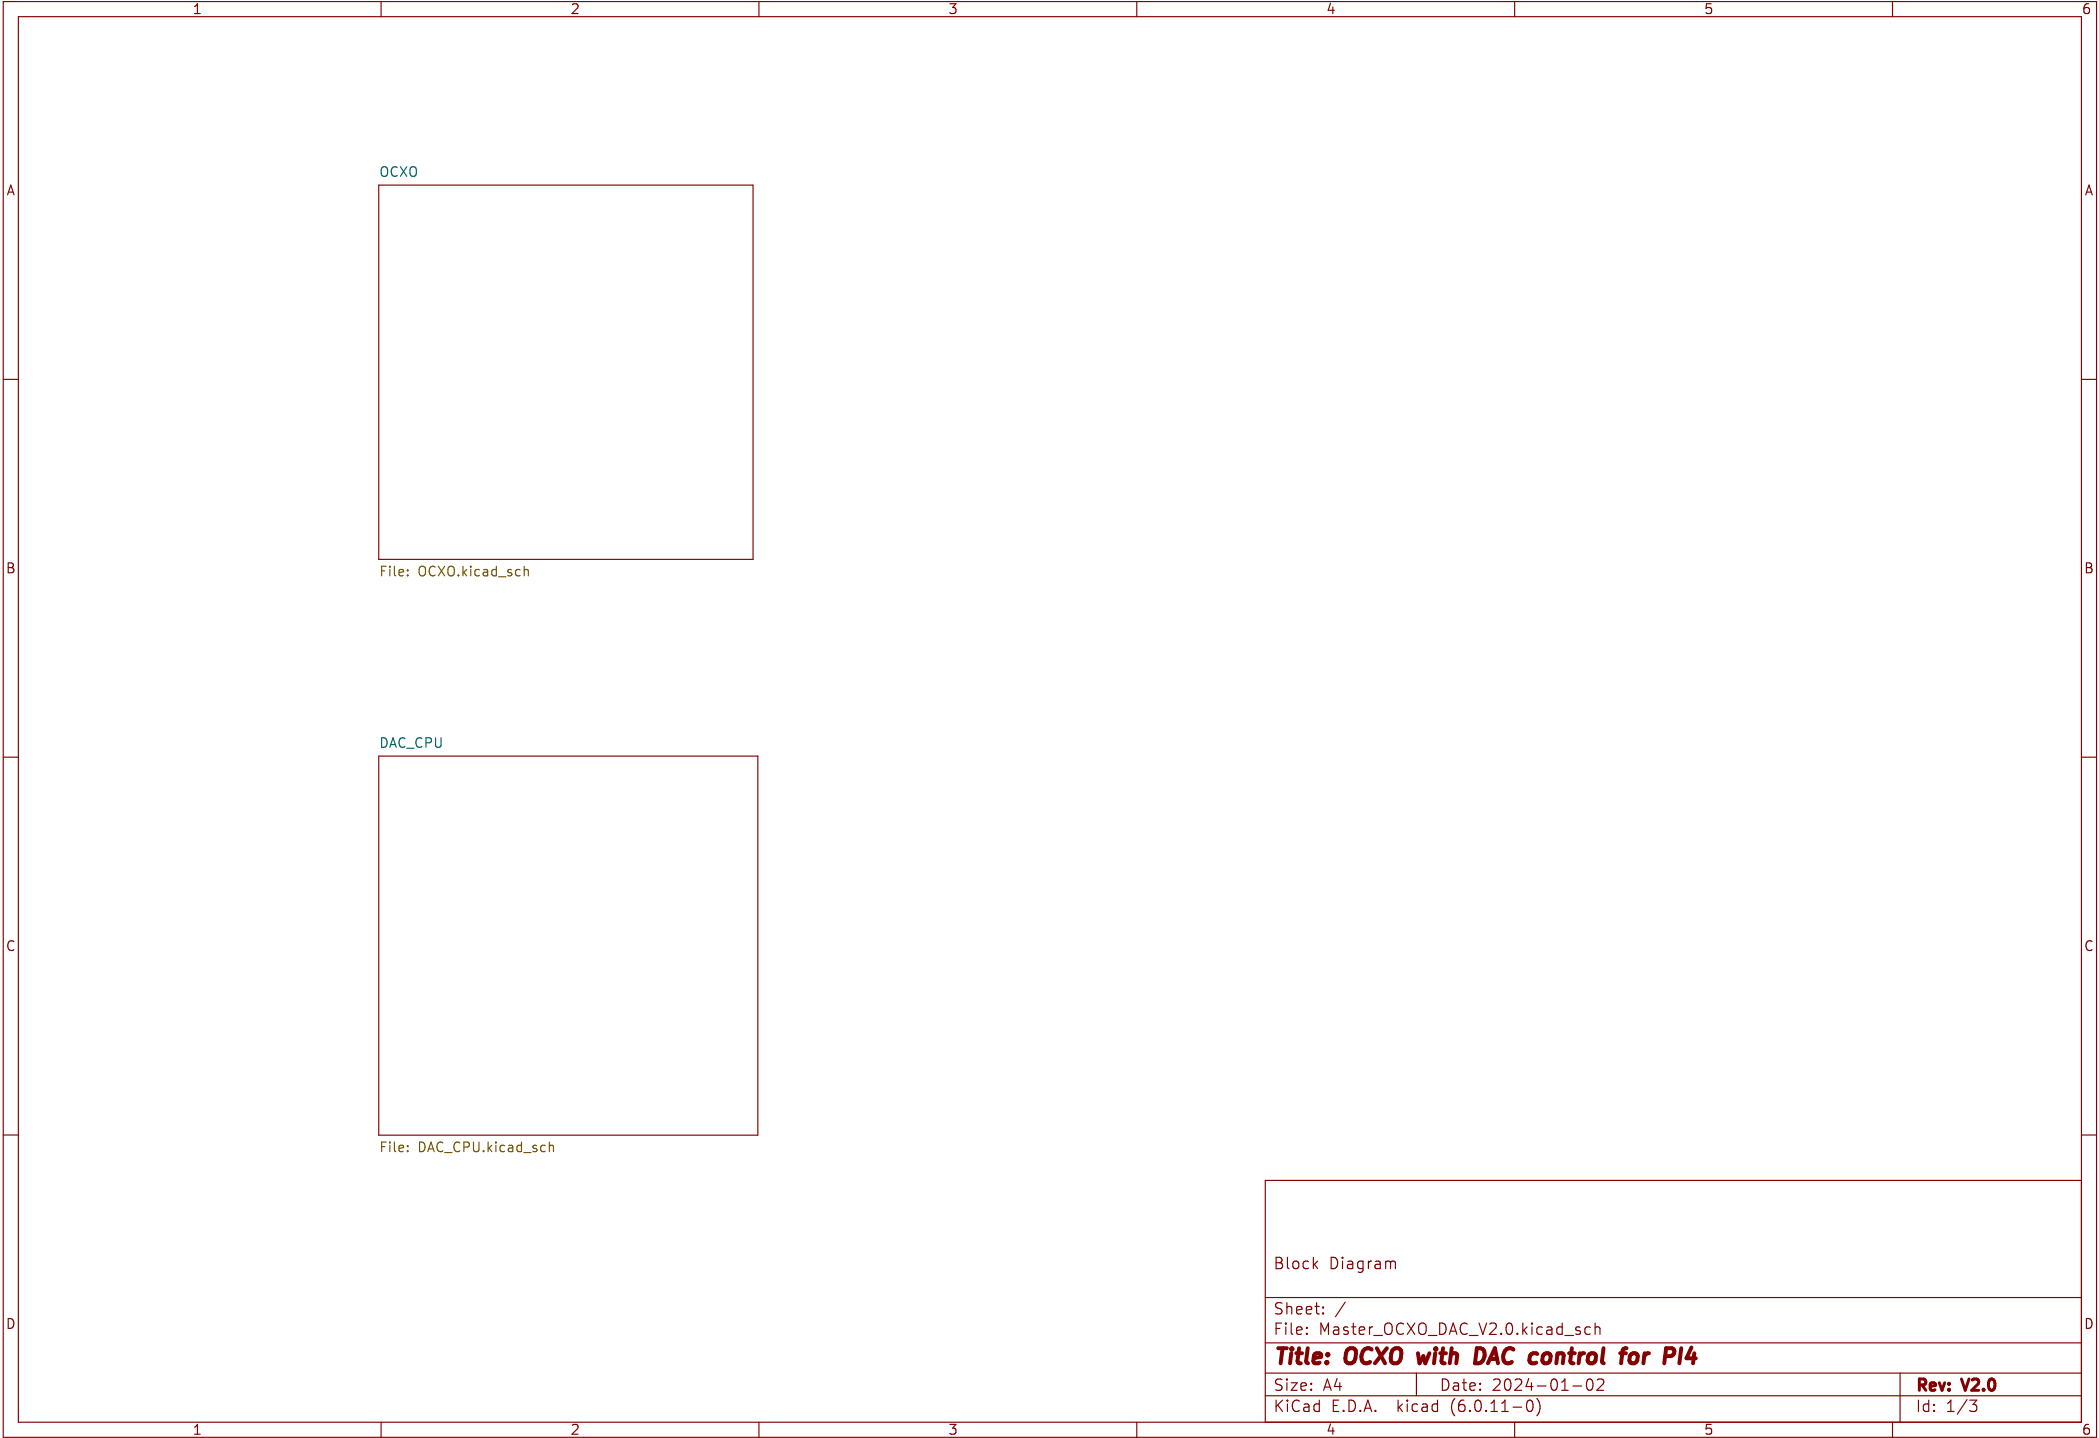 1 2 3 4 5 6
A A
OCXO
File: OCXO.kicad_sch
B B
DAC_CPU
File: DAC_CPU.kicad_sch
C C
Block Diagram
Sheet: /
File: Master_OCXO_DAC_V2.0.kicad_sch
D D
Title: OCXO with DAC control for PI4
Size: A4 Date: 2024-01-02 Rev: V2.0
KiCad E.D.A. kicad (6.0.11-0) Id: 1/3
1 2 3 4 5 6